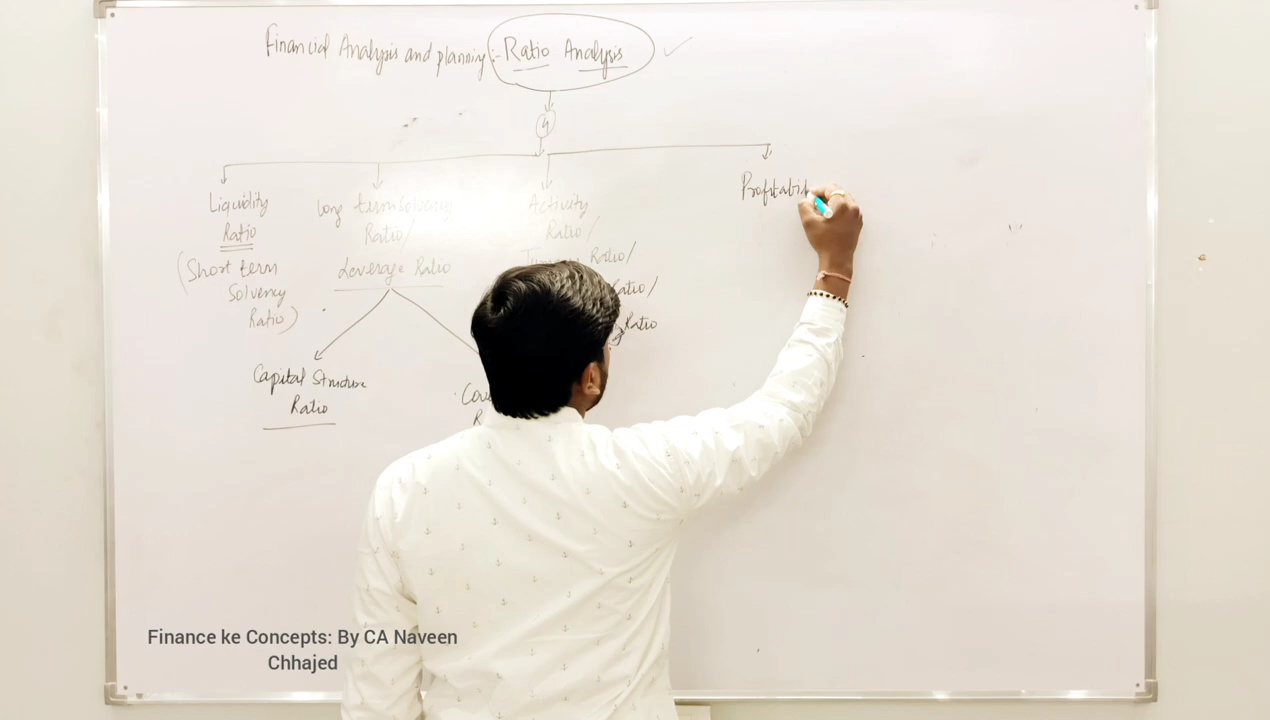 Financial Analysis and planning:- Ratio Analysis
4
Liquidity
Ratio
(Short term
Solvency
Ratio)
Long term Solvency
Ratio/
Leverage Ratio
Capital Structure
Ratio
Activity
Ratio/
Ratio/
Ratio/
Ratio
Finance ke Concepts: By CA Naveen
Chhajed